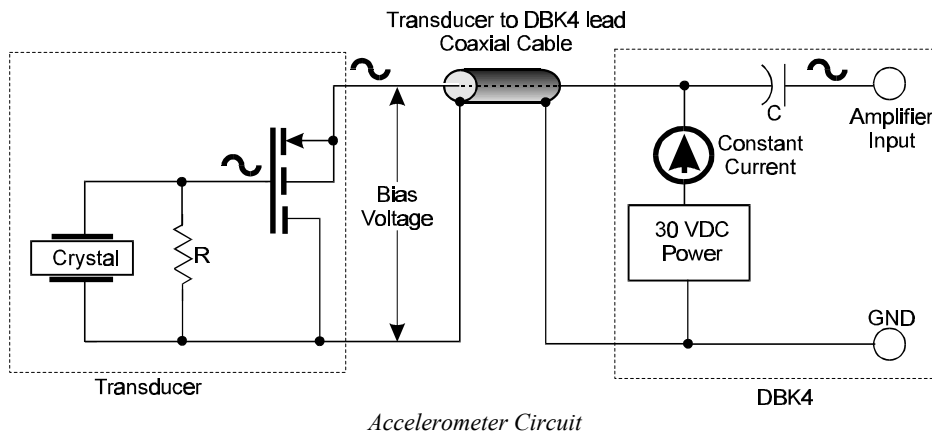 Transducer to DBK4 lead
Coaxial Cable
C
Amplifier
Input
Constant
Current
Bias
Voltage
30 VDC
Power
Crystal
R
GND
Transducer
DBK4
Accelerometer Circuit